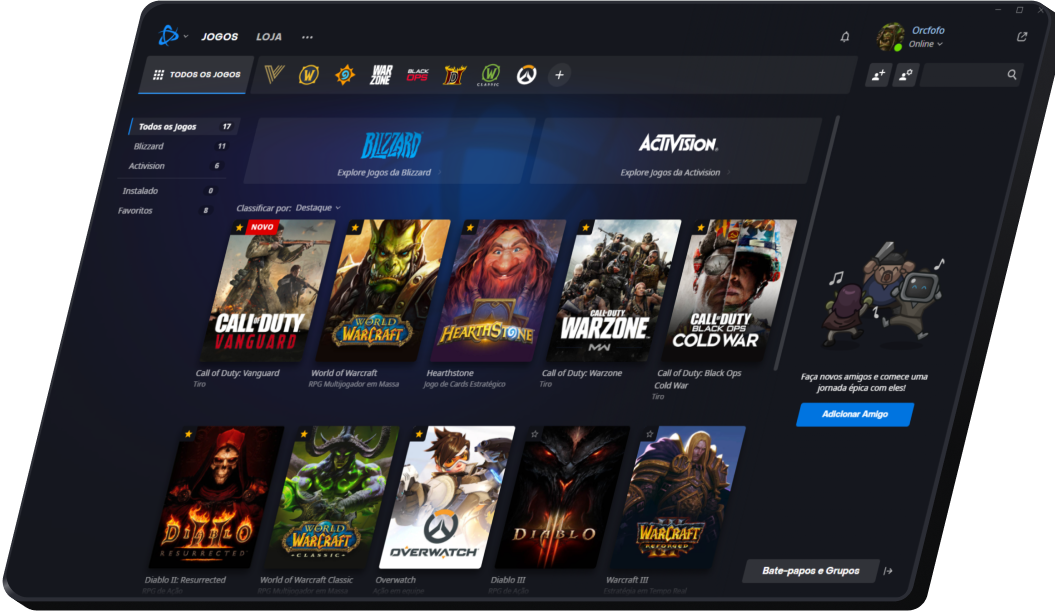 JOGOS LOJA ...
Orcfofo
Online
TODOS OS JOGOS
W
WAR
ZONE
BLACK
OPS
D
W
CLASSIC
+
Todos os Jogos 17
Blizzard 11
Activision 6
Instalado 0
Favoritos 8
BLIZZARD
Explore Jogos da Blizzard
ACTIVISION
Explore Jogos da Activision
Classificar por: Destaque
NOVO
CALL OF DUTY
VANGUARD
WORLD
OF
WARCRAFT
HEARTHSTONE
CALL OF DUTY
WARZONE
MW
CALL OF DUTY
BLACK OPS
COLD WAR
Call of Duty: Vanguard
Tiro
World of Warcraft
RPG Multijogador em Massa
Hearthstone
Jogo de Cards Estratégico
Call of Duty: Warzone
Tiro
Call of Duty: Black Ops
Cold War
Tiro
Faça novos amigos e comece uma
jornada épica com eles!
Adicionar Amigo
DIABLO
II
RESURRECTED
WORLD
OF
WARCRAFT
CLASSIC
OVERWATCH
DIABLO
III
WARCRAFT
REFORGED
III
Diablo II: Resurrected
RPG de Ação
World of Warcraft Classic
RPG Multijogador em Massa
Overwatch
Ação em equipe
Diablo III
RPG de Ação
Warcraft III
Estratégia em Tempo Real
Bate-papos e Grupos